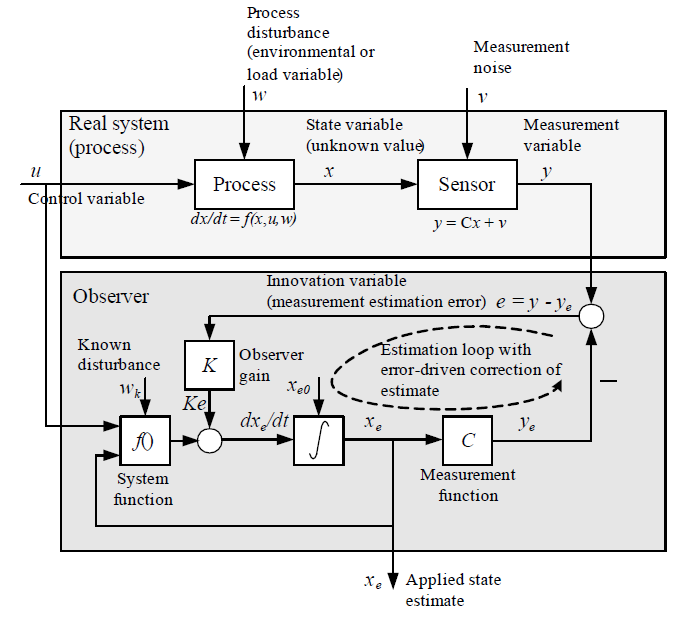 Process
disturbance
(environmental or
load variable)
w
Measurement
noise
v
Real system
(process)
State variable
(unknown value)
Measurement
variable
u
Control variable
Process
x
Sensor
y
dx/dt = f(x,u,w)
y = Cx + v
Observer
Innovation variable
(measurement estimation error) e = y - ye
Known
disturbance
wk
K
Observer
gain
Ke
xe0
Estimation loop with
error-driven correction of
estimate
f()
dxe/dt
∫
xe
C
ye
System
function
Measurement
function
xe
Applied state
estimate